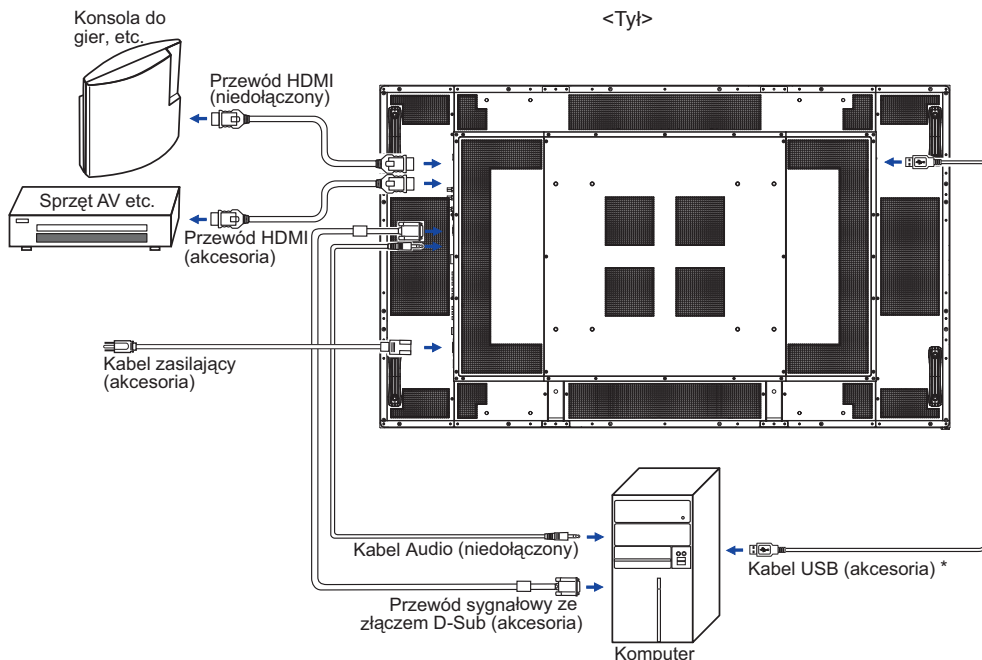 Konsola do
gier, etc.
<Tył>
Przewód HDMI
(niedołączony)
Sprzęt AV etc.
Przewód HDMI
(akcesoria)
Kabel zasilający
(akcesoria)
Kabel Audio (niedołączony)
Kabel USB (akcesoria) *
Przewód sygnałowy ze
złączem D-Sub (akcesoria)
Komputer